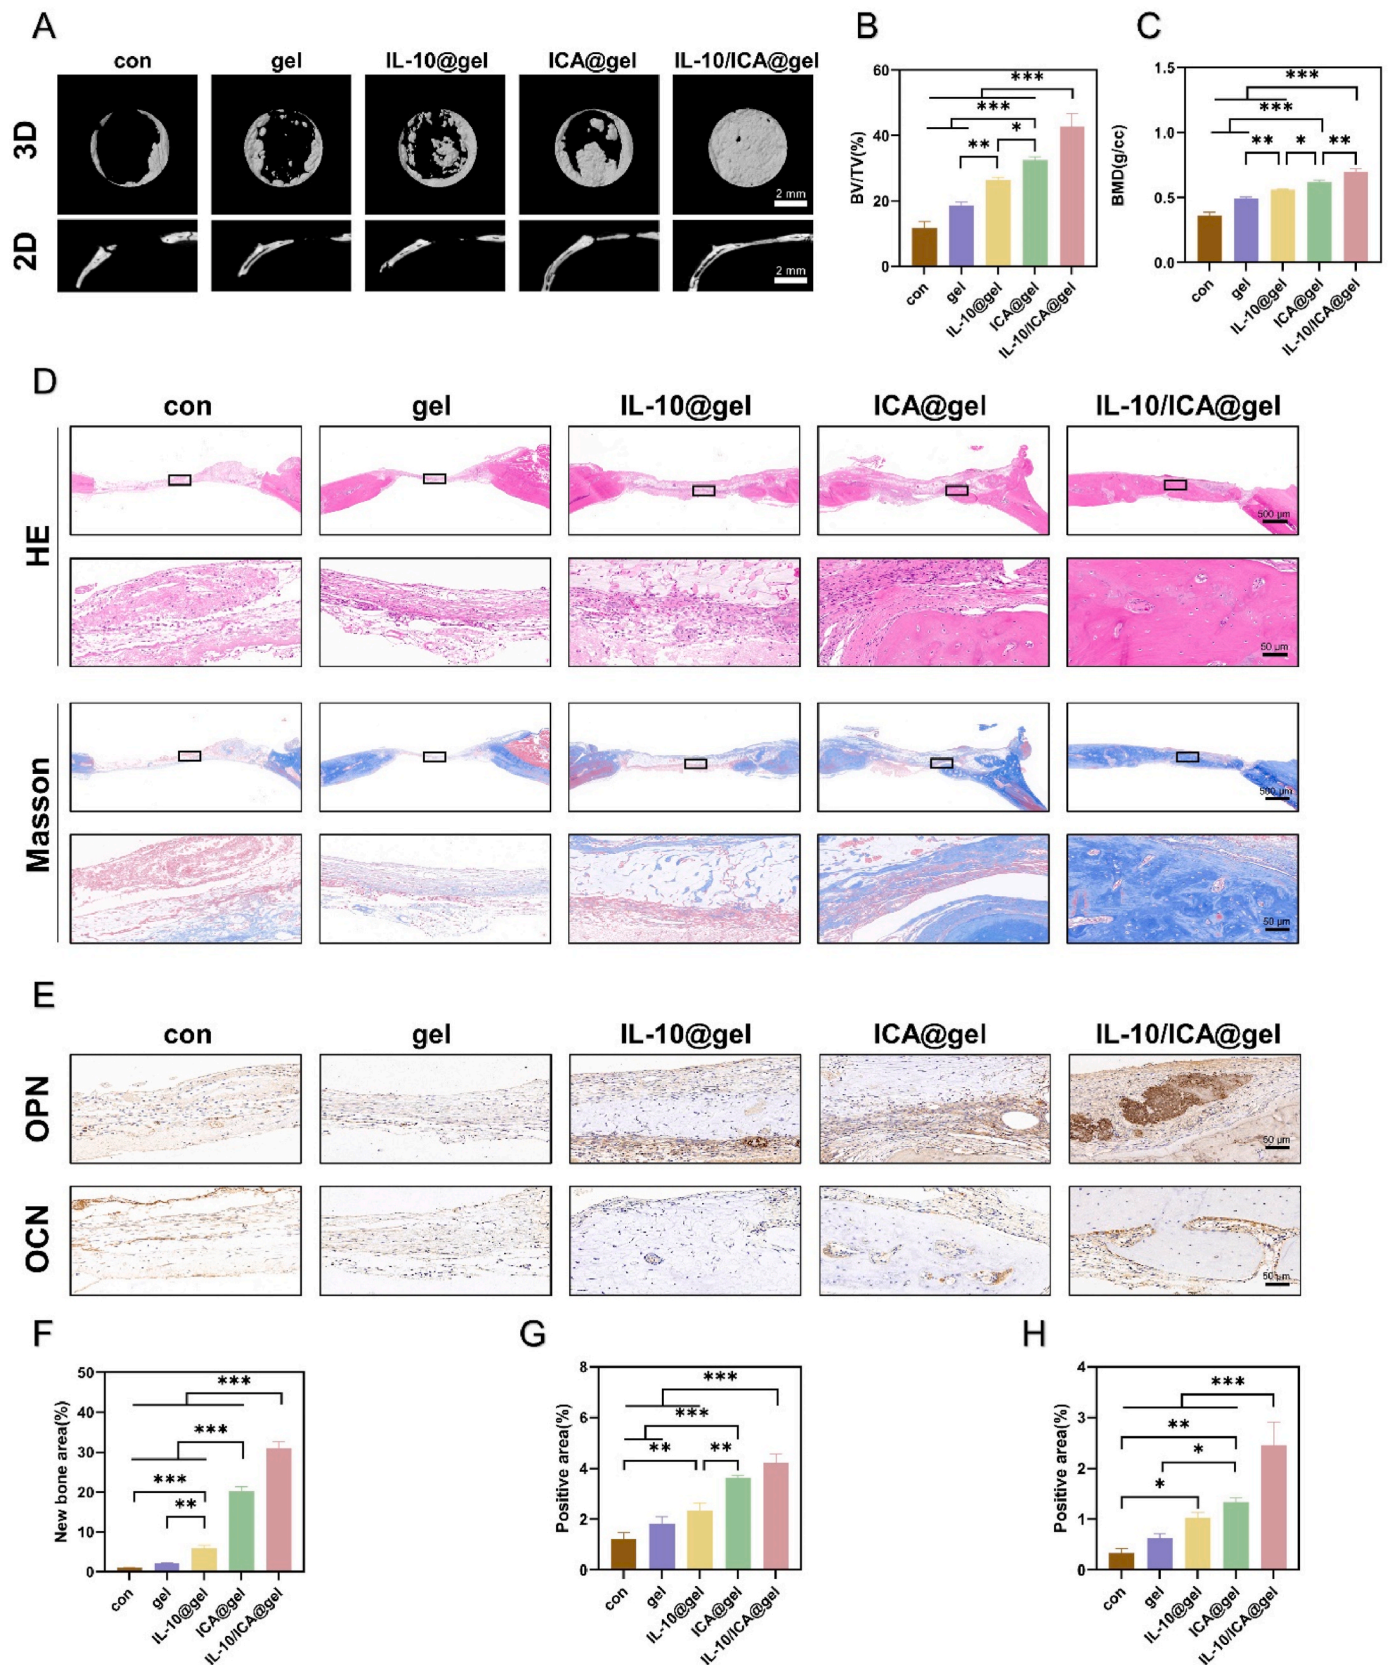 A
con gel IL-10@gel ICA@gel IL-10/ICA@gel
3D
2 mm
2D
2 mm
B
BV/TV(%)
60
40
20
0
***
***
*
**
con gel IL-10@gel ICA@gel IL-10/ICA@gel
C
BMD(g/cc)
1.5
1.0
0.5
0.0
***
***
** * **
con gel IL-10@gel ICA@gel IL-10/ICA@gel
D
con gel IL-10@gel ICA@gel IL-10/ICA@gel
HE
500 μm
50 μm
Masson
500 μm
50 μm
E
con gel IL-10@gel ICA@gel IL-10/ICA@gel
OPN
50 μm
OCN
50 μm
F
New bone area(%)
50
40
30
20
10
0
***
***
***
**
con gel IL-10@gel ICA@gel IL-10/ICA@gel
G
Positive area(%)
8
6
4
2
0
***
***
** **
con gel IL-10@gel ICA@gel IL-10/ICA@gel
H
Positive area(%)
4
3
2
1
0
***
**
*
*
con gel IL-10@gel ICA@gel IL-10/ICA@gel